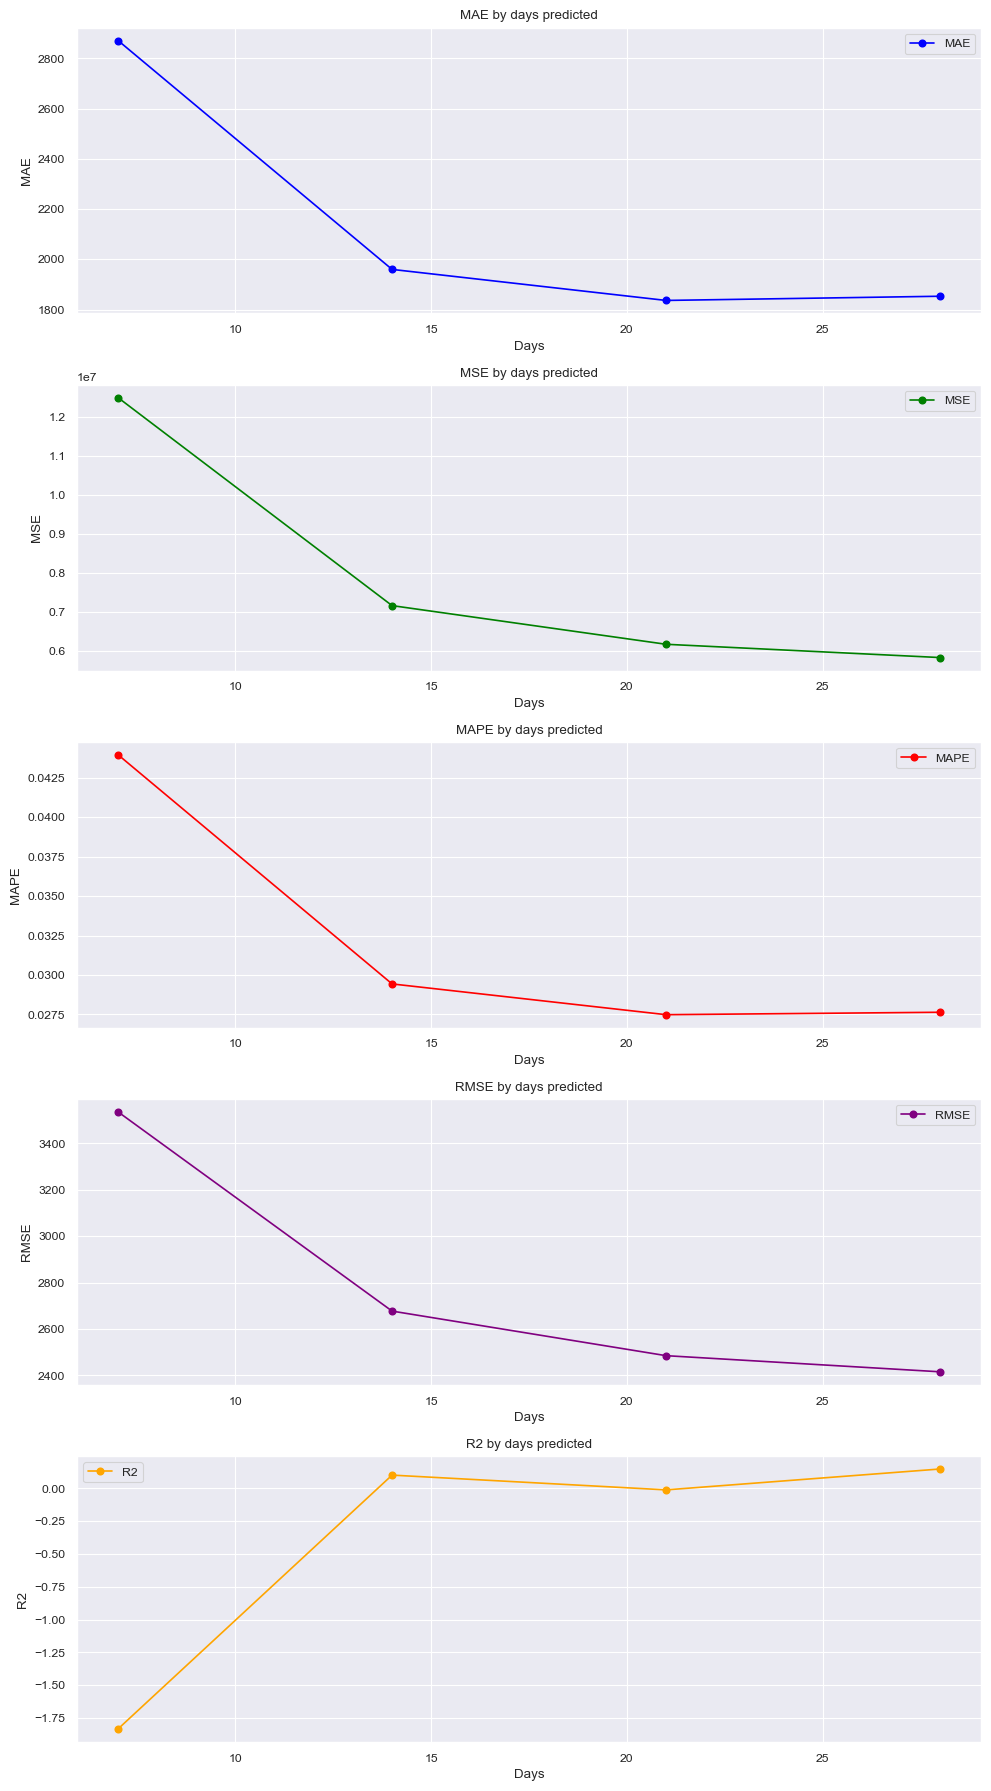 MAE by days predicted
MAE
2800
2600
2400
2200
2000
1800
MAE
10
15
20
25
Days
MSE by days predicted
1e7
MSE
1.2
1.1
1.0
0.9
0.8
0.7
0.6
MSE
10
15
20
25
Days
MAPE by days predicted
MAPE
0.0425
0.0400
0.0375
0.0350
0.0325
0.0300
0.0275
MAPE
10
15
20
25
Days
RMSE by days predicted
RMSE
3400
3200
3000
2800
2600
2400
RMSE
10
15
20
25
Days
R2 by days predicted
R2
0.00
−0.25
−0.50
−0.75
−1.00
−1.25
−1.50
−1.75
R2
10
15
20
25
Days